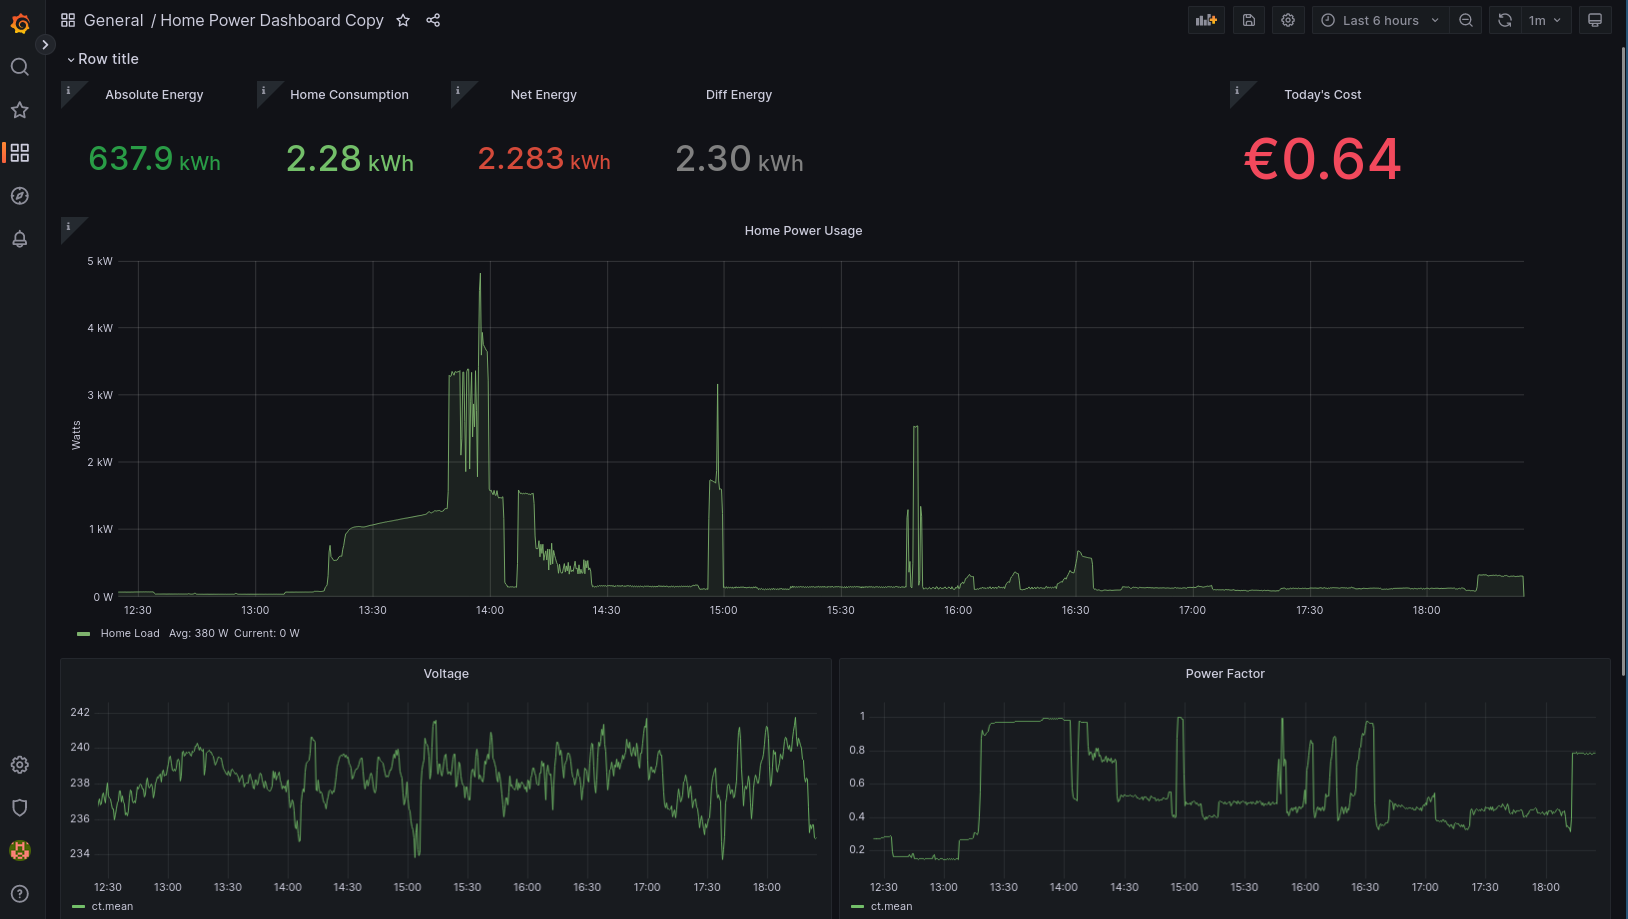 General / Home Power Dashboard Copy
Last 6 hours
1m
Row title
Absolute Energy
Home Consumption
Net Energy
Diff Energy
Today's Cost
637.9 kWh
2.28 kWh
2.283 kWh
2.30 kWh
€0.64
Home Power Usage
Watts
5 kW
4 kW
3 kW
2 kW
1 kW
0 W
12:30 13:00 13:30 14:00 14:30 15:00 15:30 16:00 16:30 17:00 17:30 18:00
Home Load Avg: 380 W Current: 0 W
Voltage
242
240
238
236
234
12:30 13:00 13:30 14:00 14:30 15:00 15:30 16:00 16:30 17:00 17:30 18:00
ct.mean
Power Factor
1
0.8
0.6
0.4
0.2
12:30 13:00 13:30 14:00 14:30 15:00 15:30 16:00 16:30 17:00 17:30 18:00
ct.mean